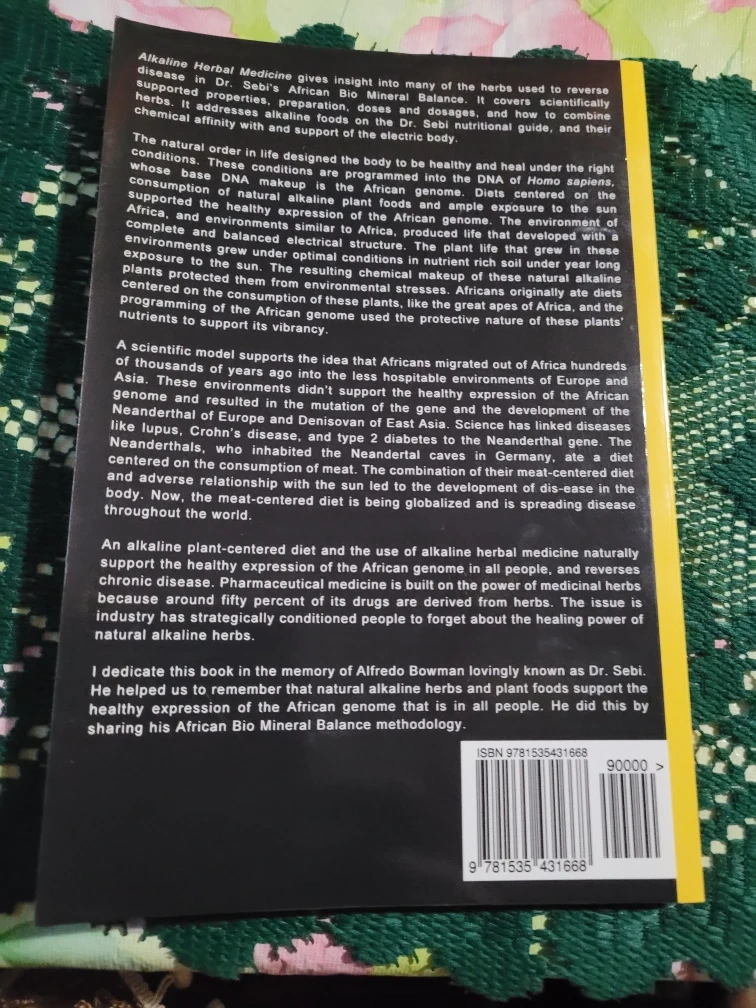 Alkaline Herbal Medicine gives insight into many of the herbs used to reverse
disease in Dr. Sebi's African Bio Mineral Balance. It covers scientifically
supported properties, preparation, doses and dosages, and how to combine
herbs. It addresses alkaline foods on the Dr. Sebi nutritional guide, and their
chemical affinity with and support of the electric body.
The natural order in life designed the body to be healthy and heal under the right
conditions. These conditions are programmed into the DNA of Homo sapiens,
whose base DNA makeup is the African genome. Diets centered on the
consumption of natural alkaline plant foods and ample exposure to the sun
supported the healthy expression of the African genome. The environment of
Africa, and environments similar to Africa, produced life that developed with a
complete and balanced electrical structure. The plant life that grew in these
environments grew under optimal conditions in nutrient rich soil under year long
exposure to the sun. The resulting chemical makeup of these natural alkaline
plants protected them from environmental stresses. Africans originally ate diets
centered on the consumption of these plants, like the great apes of Africa, and the
programming of the African genome used the protective nature of these plants'
nutrients to support its vibrancy.
A scientific model supports the idea that Africans migrated out of Africa hundreds
of thousands of years ago into the less hospitable environments of Europe and
Asia. These environments didn't support the healthy expression of the African
genome and resulted in the mutation of the gene and the development of the
Neanderthal of Europe and Denisovan of East Asia. Science has linked diseases
like lupus, Crohn's disease, and type 2 diabetes to the Neanderthal gene. The
Neanderthals, who inhabited the Neandertal caves in Germany, ate a diet
centered on the consumption of meat. The combination of their meat-centered diet
and adverse relationship with the sun led to the development of dis-ease in the
body. Now, the meat-centered diet is being globalized and is spreading disease
throughout the world.
An alkaline plant-centered diet and the use of alkaline herbal medicine naturally
support the healthy expression of the African genome in all people, and reverses
chronic disease. Pharmaceutical medicine is built on the power of medicinal herbs
because around fifty percent of its drugs are derived from herbs. The issue is
industry has strategically conditioned people to forget about the healing power of
natural alkaline herbs.
I dedicate this book in the memory of Alfredo Bowman lovingly known as Dr. Sebi.
He helped us to remember that natural alkaline herbs and plant foods support the
healthy expression of the African genome that is in all people. He did this by
sharing his African Bio Mineral Balance methodology.
ISBN 9781535431668
90000 >
9 781535 431668